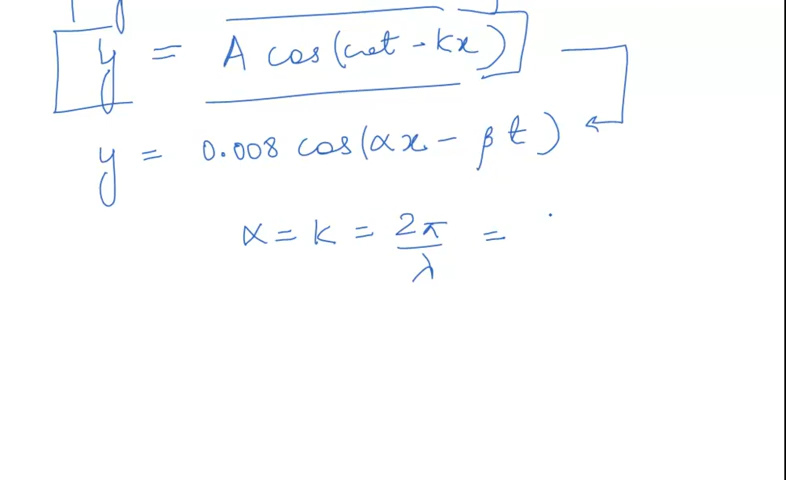 y = A cos(ωt - kx)
y = 0.008 cos(αx - βt)
α = k = 2π/λ =